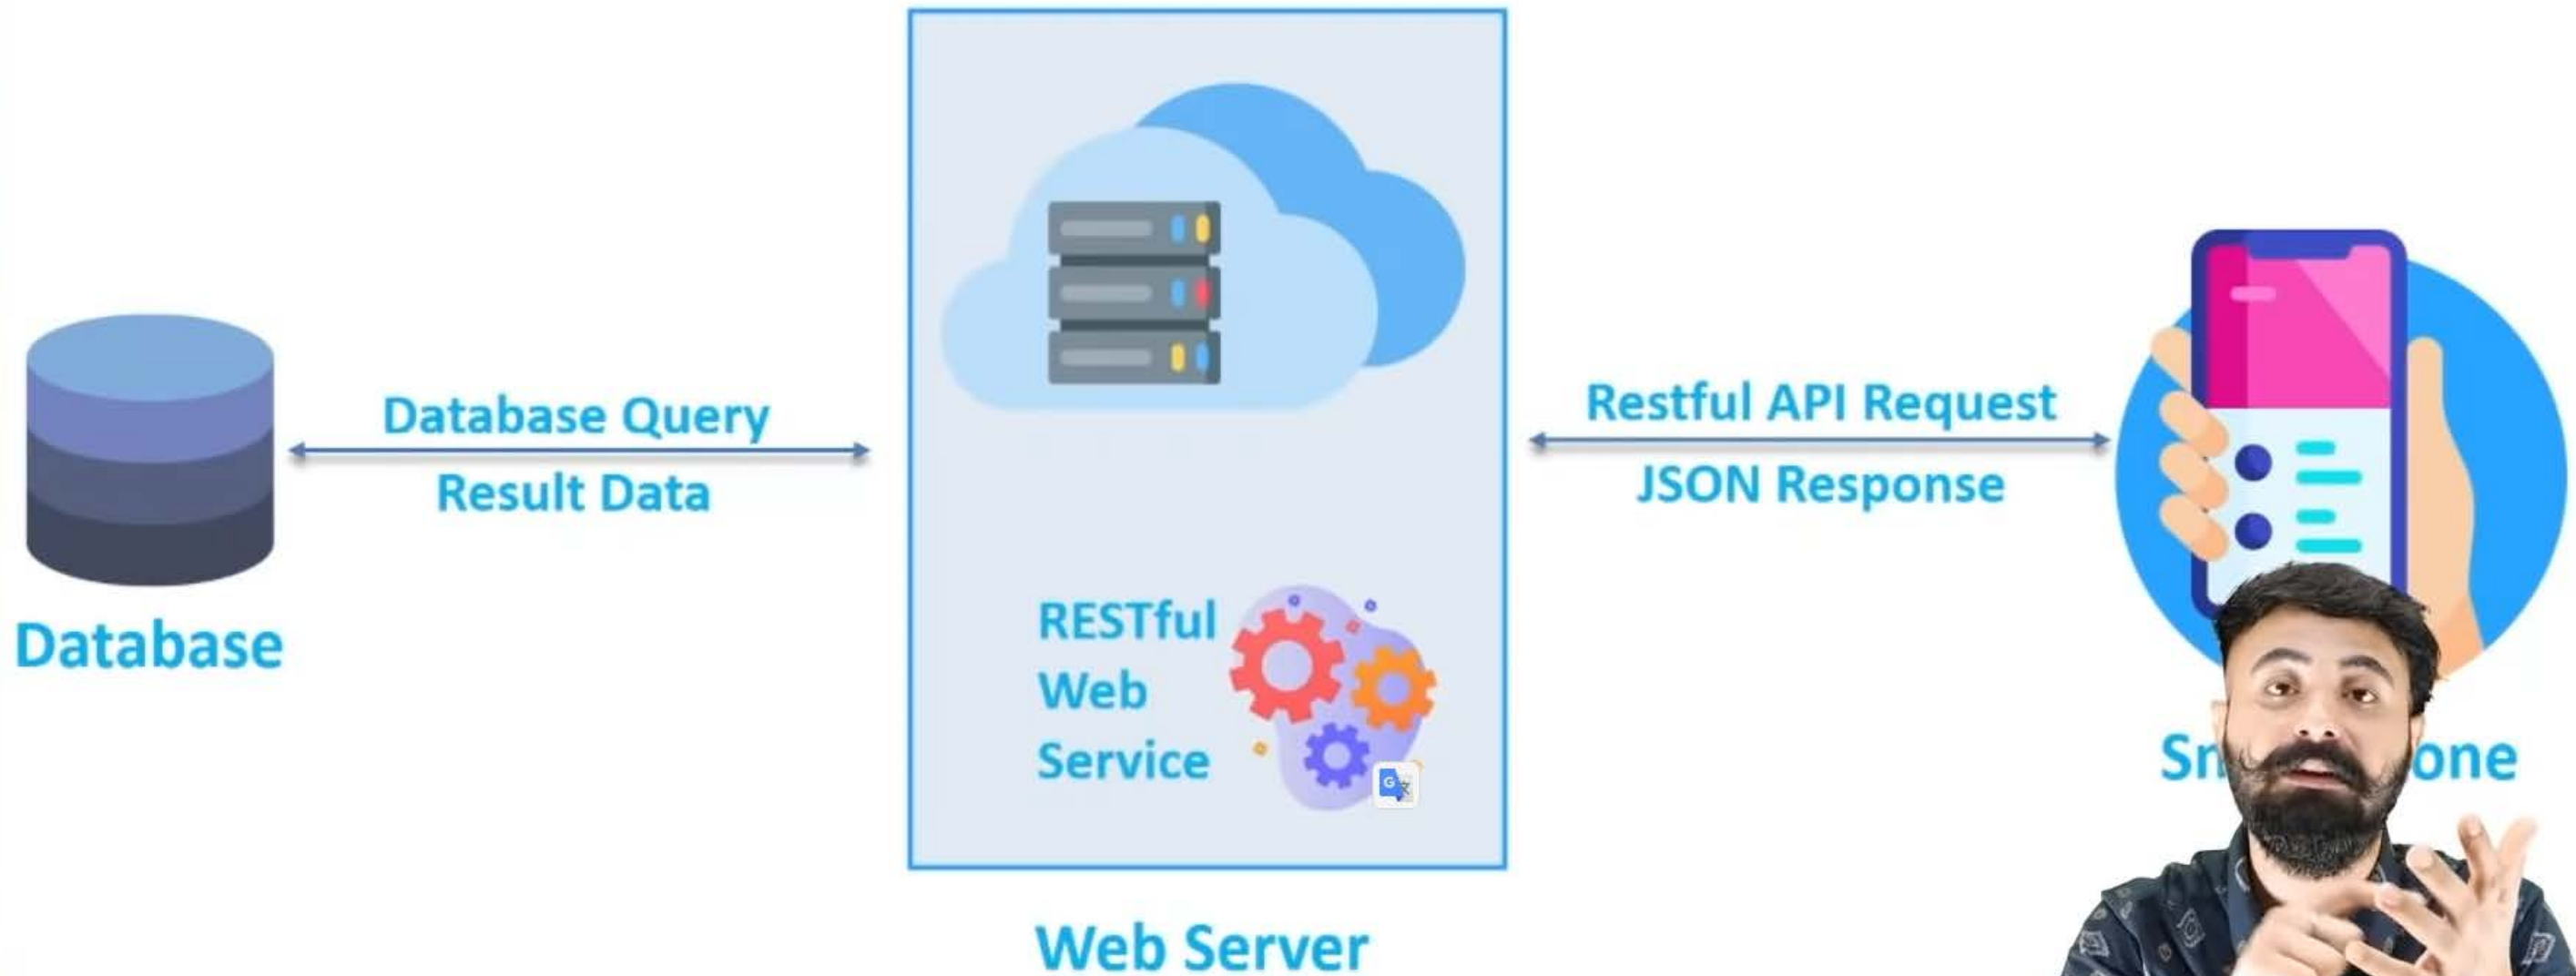 Database Query
Result Data
Database
RESTful
Web
Service
Web Server
Restful API Request
JSON Response